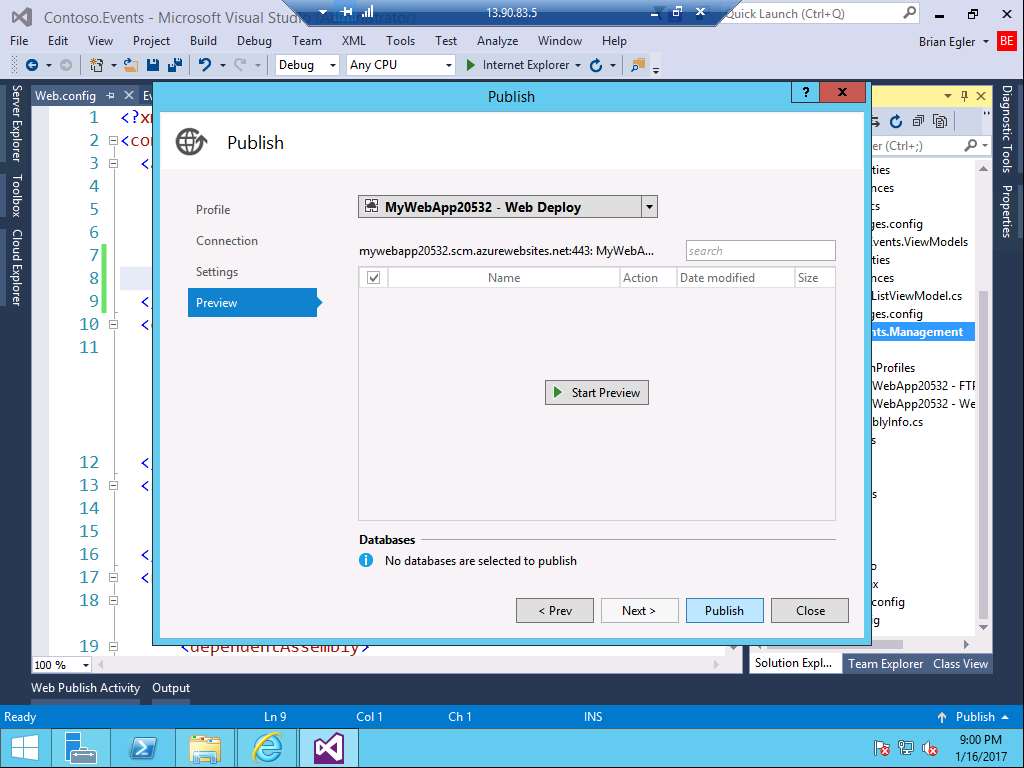 Contoso.Events - Microsoft Visual Studio (Administrator)
13.90.83.5
Quick Launch (Ctrl+Q)
File Edit View Project Build Debug Team XML Tools Test Analyze Window Help
Brian Egler
BE
Debug
Any CPU
Internet Explorer
Server Explorer
Toolbox
Cloud Explorer
Web.config
Publish
?
x
Publish
Profile
Connection
Settings
Preview
MyWebApp20532 - Web Deploy
mywebapp20532.scm.azurewebsites.net:443: MyWebA...
search
Name Action Date modified Size
Start Preview
Databases
No databases are selected to publish
< Prev
Next >
Publish
Close
1 <?x
2 <co
3 <
4
5
6
7
8
9 <
10 <
11
12 <
13 <
14
15
16 <
17 <
18
19 <dependentAssembly>
100 %
er (Ctrl+;)
ties
nces
cs
ges.config
vents.ViewModels
ties
nces
ListViewModel.cs
ges.config
nts.Management
nProfiles
WebApp20532 - FTP
WebApp20532 - We
blyInfo.cs
s
s
o
x
.config
g
Diagnostic Tools
Properties
Solution Expl...
Team Explorer
Class View
Web Publish Activity
Output
Ready
Ln 9
Col 1
Ch 1
INS
Publish
9:00 PM
1/16/2017